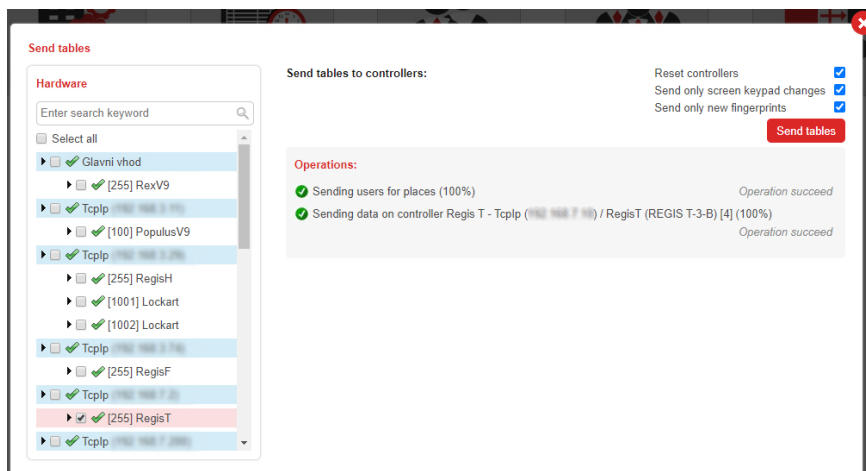 Send tables
Hardware
Enter search keyword
Select all
Glavni vhod
[255] RexV9
TcpIp
[100] PopulusV9
TcpIp
[255] RegisH
[1001] Lockart
[1002] Lockart
TcpIp
[255] RegisF
TcpIp
[255] RegisT
TcpIp
Send tables to controllers:
Reset controllers
Send only screen keypad changes
Send only new fingerprints
Send tables
Operations:
Sending users for places (100%) Operation succeed
Sending data on controller Regis T - TcpIp ( ) / RegisT (REGIS T-3-B) [4] (100%)
Operation succeed